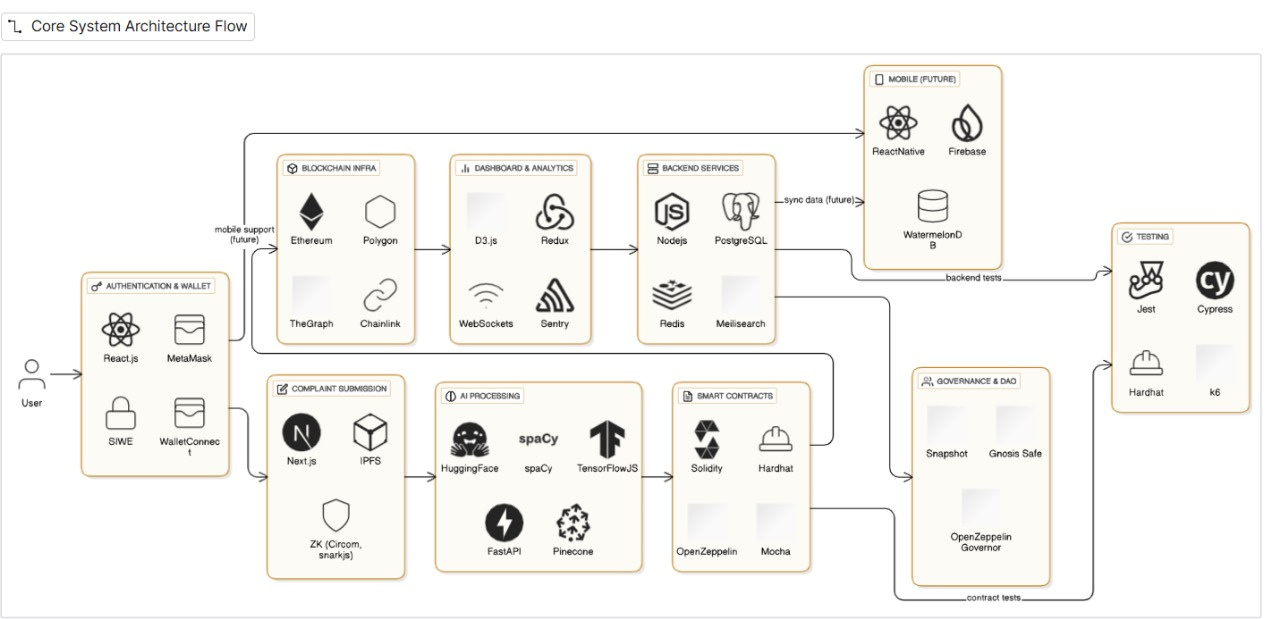 Core System Architecture Flow
MOBILE (FUTURE)
ReactNative
Firebase
WatermelonD
B
BLOCKCHAIN INFRA
Ethereum
Polygon
TheGraph
Chainlink
DASHBOARD & ANALYTICS
D3.js
Redux
WebSockets
Sentry
BACKEND SERVICES
JS
Nodejs
PostgreSQL
Redis
Meilisearch
sync data (future)
mobile support
(future)
backend tests
TESTING
Jest
cy
Cypress
Hardhat
k6
User
AUTHENTICATION & WALLET
React.js
MetaMask
SIWE
WalletConnec
t
COMPLAINT SUBMISSION
N
Next.js
IPFS
ZK (Circom,
snarkjs)
AI PROCESSING
HuggingFace
spaCy
spaCy
TensorFlowJS
FastAPI
Pinecone
SMART CONTRACTS
Solidity
Hardhat
OpenZeppelin
Mocha
GOVERNANCE & DAO
Snapshot
Gnosis Safe
OpenZeppelin
Governor
contract tests